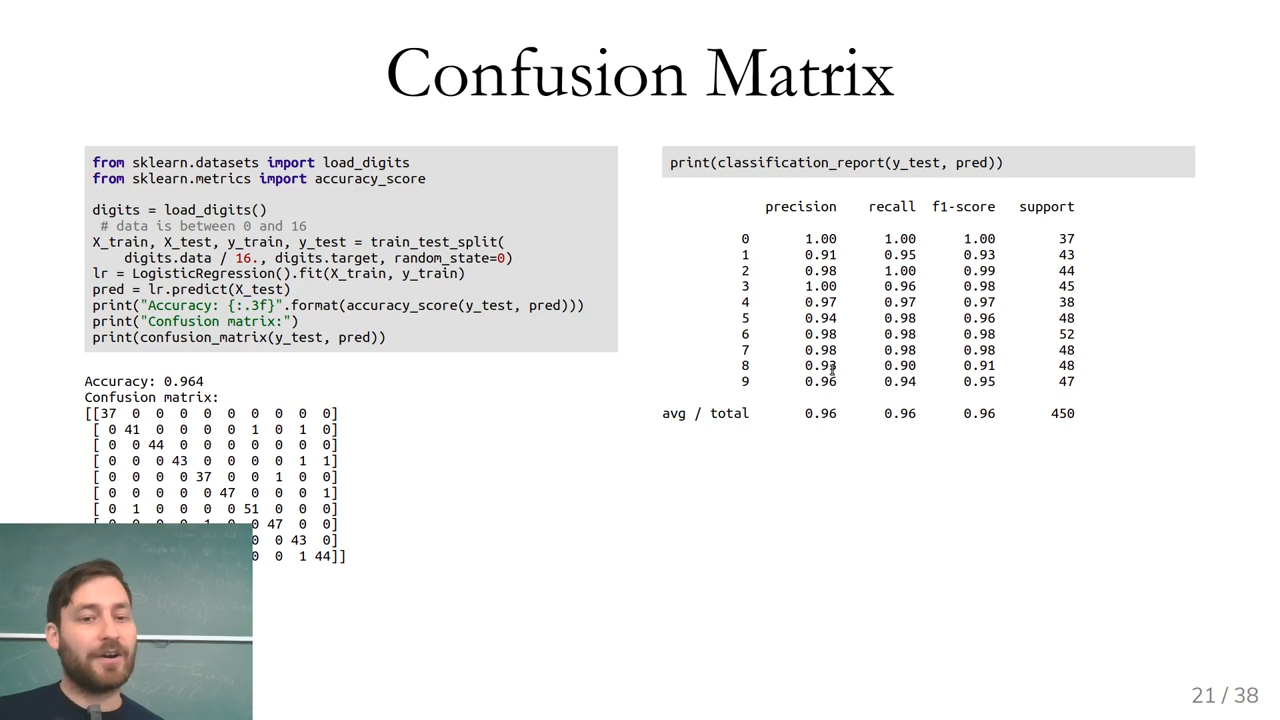 Confusion Matrix
from sklearn.datasets import load_digits
from sklearn.metrics import accuracy_score
digits = load_digits()
# data is between 0 and 16
X_train, X_test, y_train, y_test = train_test_split(
digits.data / 16., digits.target, random_state=0)
lr = LogisticRegression().fit(X_train, y_train)
pred = lr.predict(X_test)
print("Accuracy: {:.3f}".format(accuracy_score(y_test, pred)))
print("Confusion matrix:")
print(confusion_matrix(y_test, pred))
Accuracy: 0.964
Confusion matrix:
[[37 0 0 0 0 0 0 0 0 0]
[ 0 41 0 0 0 0 1 0 1 0]
[ 0 0 44 0 0 0 0 0 0 0]
[ 0 0 0 43 0 0 0 0 1 1]
[ 0 0 0 0 37 0 0 1 0 0]
[ 0 0 0 0 0 47 0 0 0 1]
[ 0 1 0 0 0 0 51 0 0 0]
[ 0 0 0 0 1 0 0 47 0 0]
0 0 43 0]
0 0 1 44]]
print(classification_report(y_test, pred))
precision recall f1-score support
0 1.00 1.00 1.00 37
1 0.91 0.95 0.93 43
2 0.98 1.00 0.99 44
3 1.00 0.96 0.98 45
4 0.97 0.97 0.97 38
5 0.94 0.98 0.96 48
6 0.98 0.98 0.98 52
7 0.98 0.98 0.98 48
8 0.93 0.90 0.91 48
9 0.96 0.94 0.95 47
avg / total 0.96 0.96 0.96 450
21 / 38